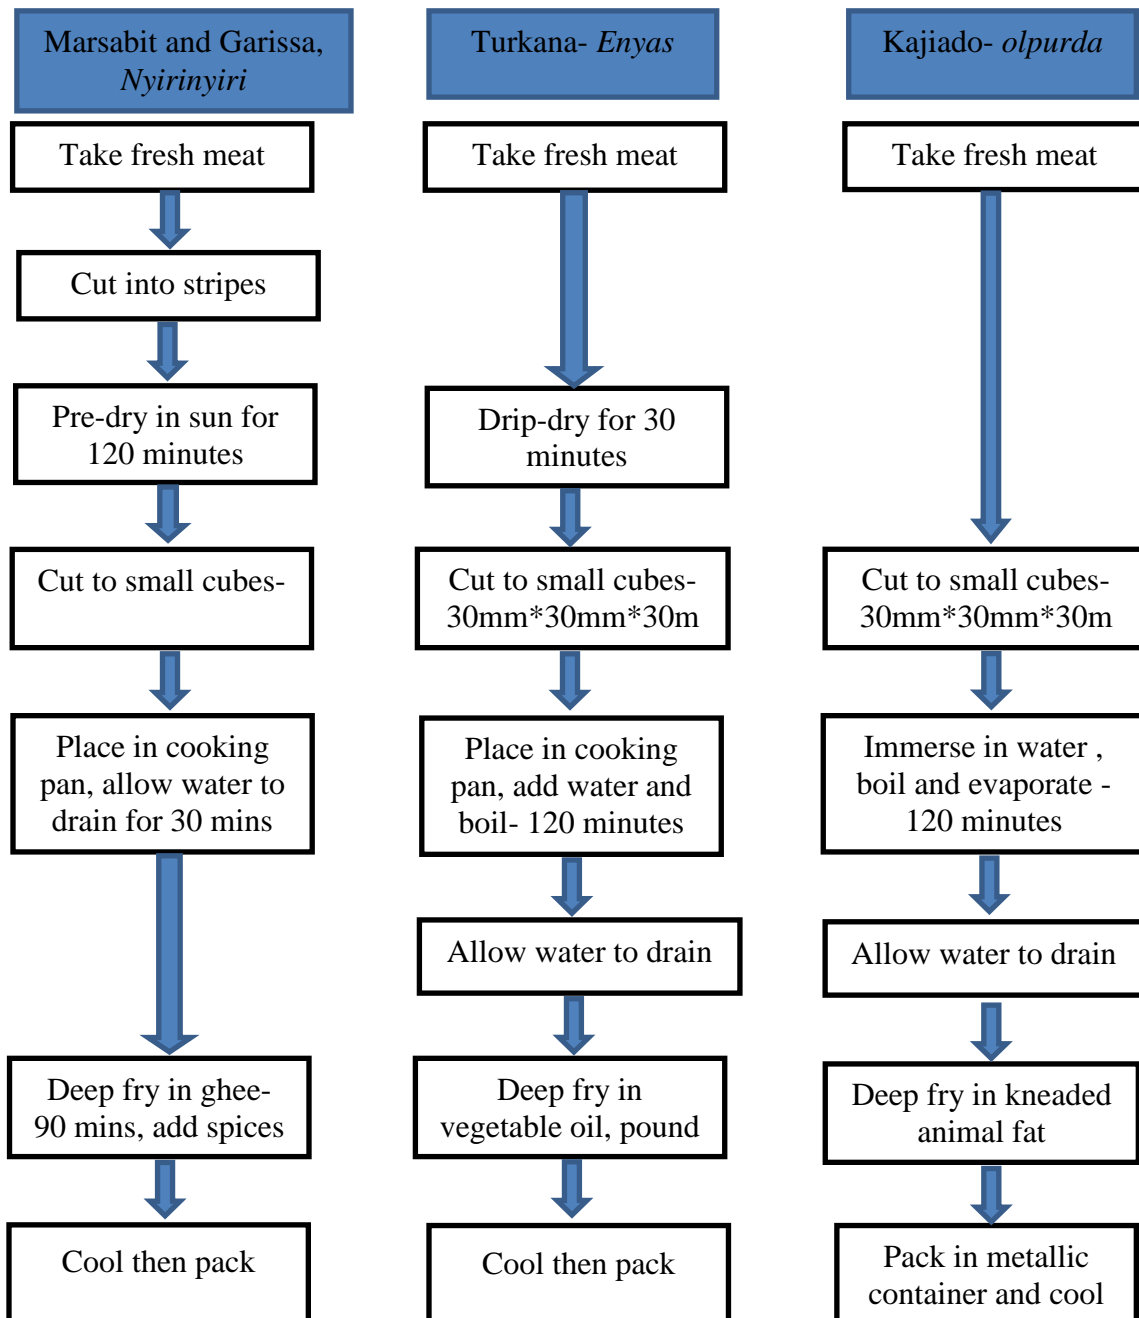 Marsabit and Garissa,
Nyirinyiri
Take fresh meat
Cut into stripes
Pre-dry in sun for
120 minutes
Cut to small cubes-
Place in cooking
pan, allow water to
drain for 30 mins
Deep fry in ghee-
90 mins, add spices
Cool then pack
Turkana- Enyas
Take fresh meat
Drip-dry for 30
minutes
Cut to small cubes-
30mm*30mm*30m
Place in cooking
pan, add water and
boil- 120 minutes
Allow water to drain
Deep fry in
vegetable oil, pound
Cool then pack
Kajiado- olpurda
Take fresh meat
Cut to small cubes-
30mm*30mm*30m
Immerse in water ,
boil and evaporate -
120 minutes
Allow water to drain
Deep fry in kneaded
animal fat
Pack in metallic
container and cool